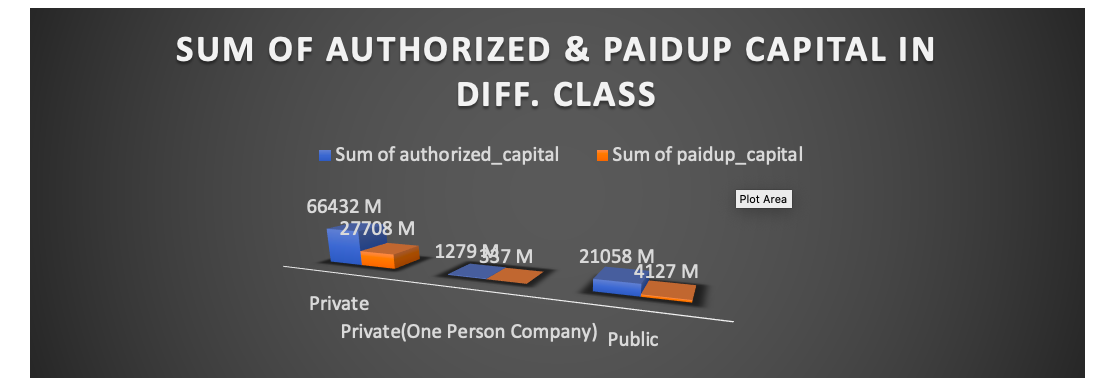 SUM OF AUTHORIZED & PAIDUP CAPITAL IN
DIFF. CLASS
Sum of authorized_capital
Sum of paidup_capital
Plot Area
66432 M
27708 M
1279 M
337 M
21058 M
4127 M
Private
Private(One Person Company)
Public